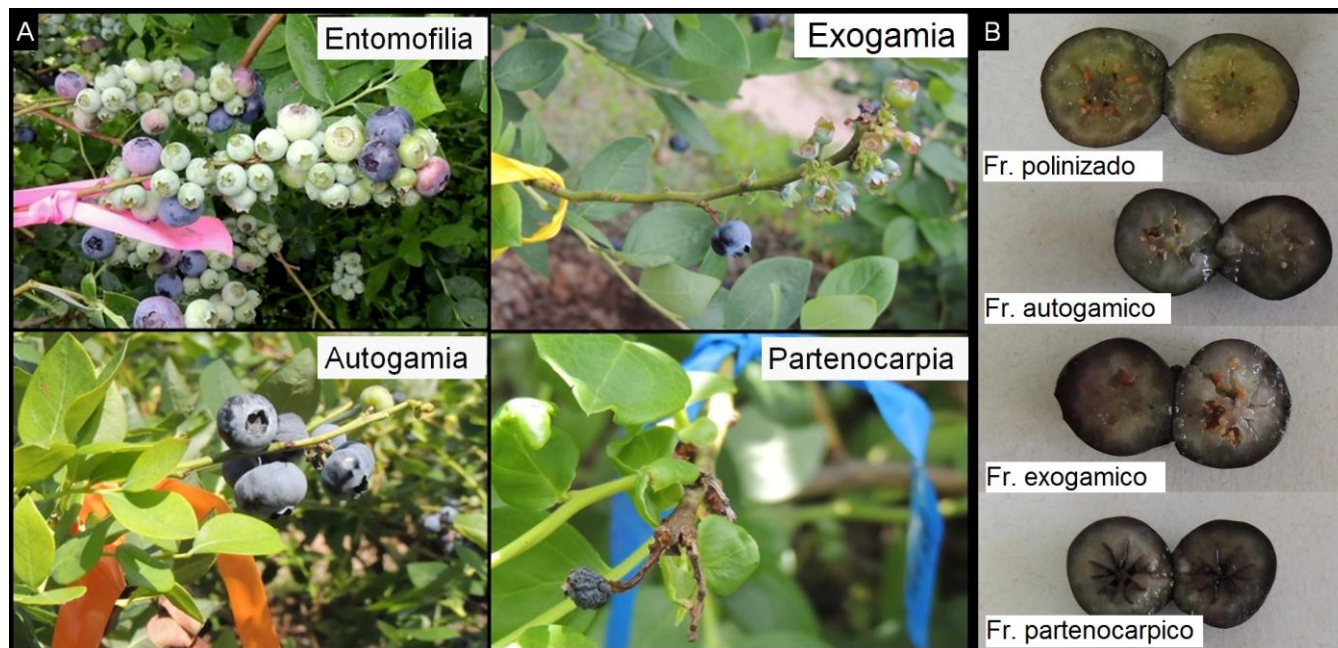 A
Entomofilia
Exogamia
Autogamia
Partenocarpia
B
Fr. polinizado
Fr. autogamico
Fr. exogamico
Fr. partenocarpico